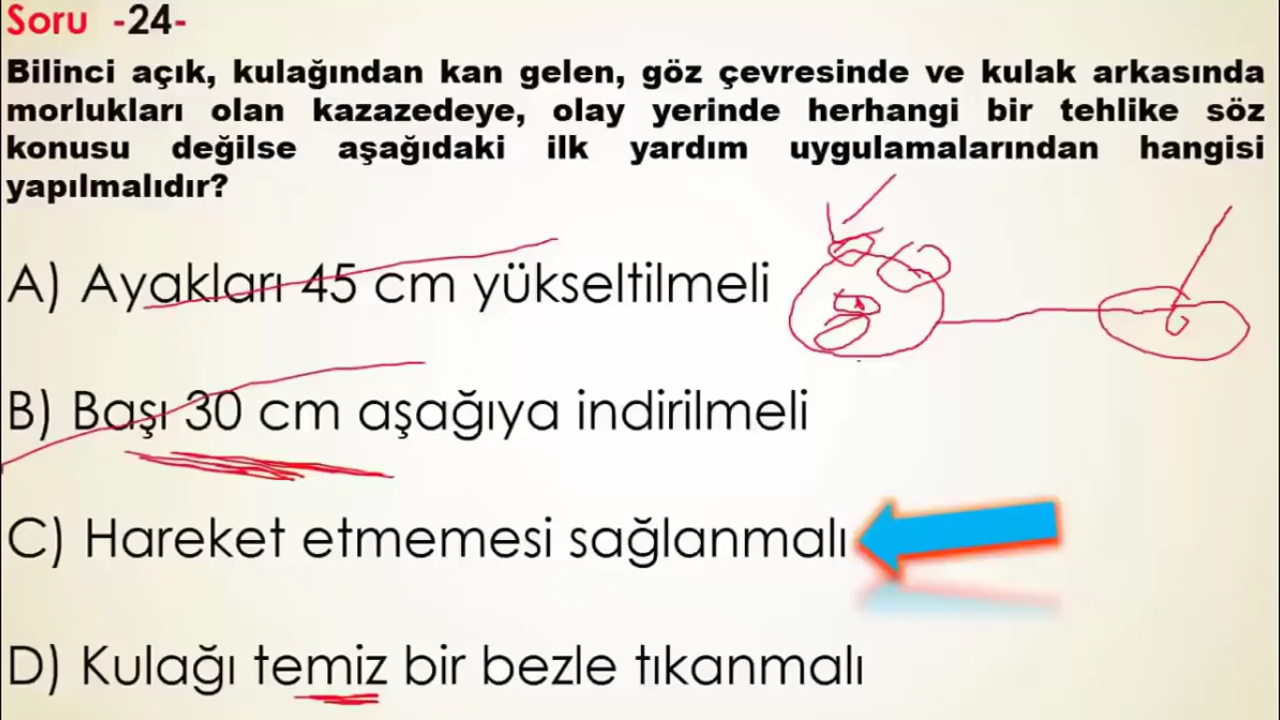 Soru -24-
Bilinci açık, kulağından kan gelen, göz çevresinde ve kulak arkasında
morlukları olan kazazedeye, olay yerinde herhangi bir tehlike söz
konusu değilse aşağıdaki ilk yardım uygulamalarından hangisi
yapılmalıdır?
A) Ayakları 45 cm yükseltilmeli
B) Başı 30 cm aşağıya indirilmeli
C) Hareket etmemesi sağlanmalı
D) Kulağı temiz bir bezle tıkanmalı